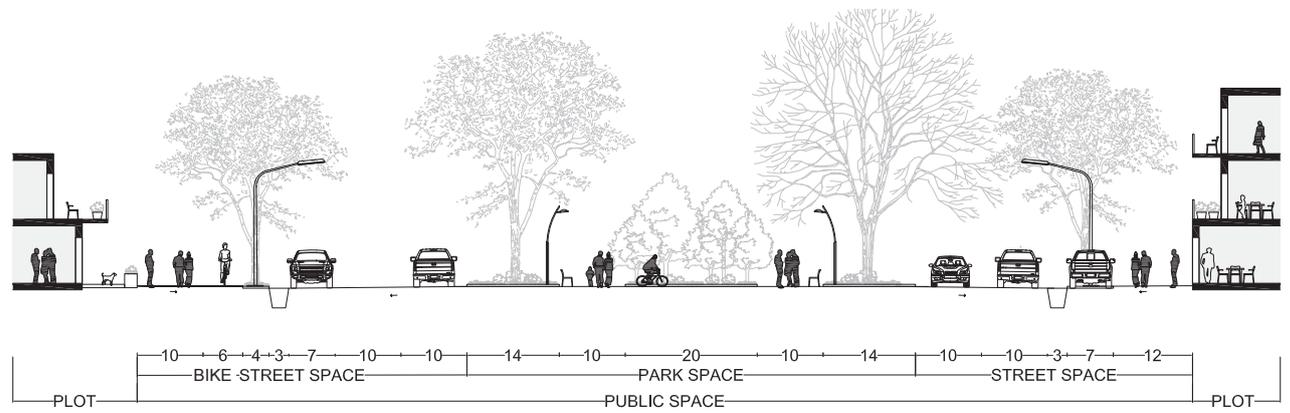 10 6 4 3 7 10 10 14 10 20 10 14 10 10 3 7 12
BIKE STREET SPACE PARK SPACE STREET SPACE
PLOT PUBLIC SPACE PLOT